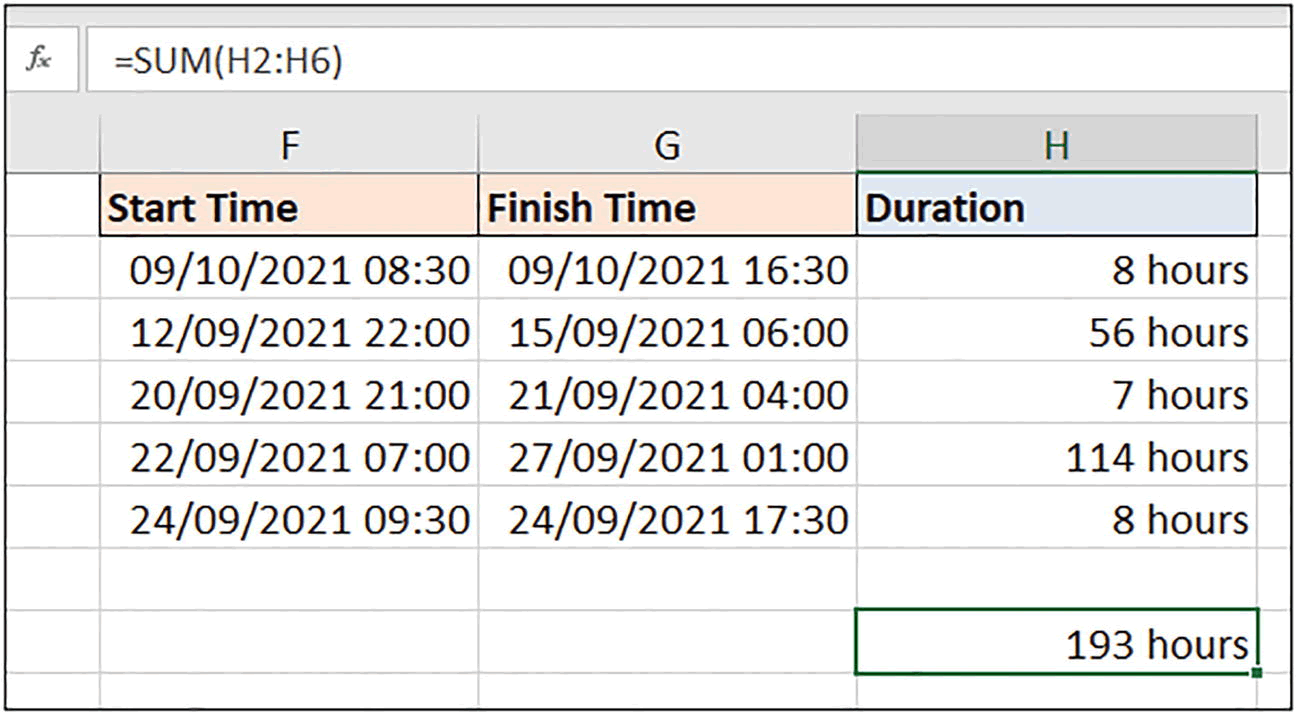 fx =SUM(H2:H6)
F G H
Start Time Finish Time Duration
09/10/2021 08:30 09/10/2021 16:30 8 hours
12/09/2021 22:00 15/09/2021 06:00 56 hours
20/09/2021 21:00 21/09/2021 04:00 7 hours
22/09/2021 07:00 27/09/2021 01:00 114 hours
24/09/2021 09:30 24/09/2021 17:30 8 hours
193 hours